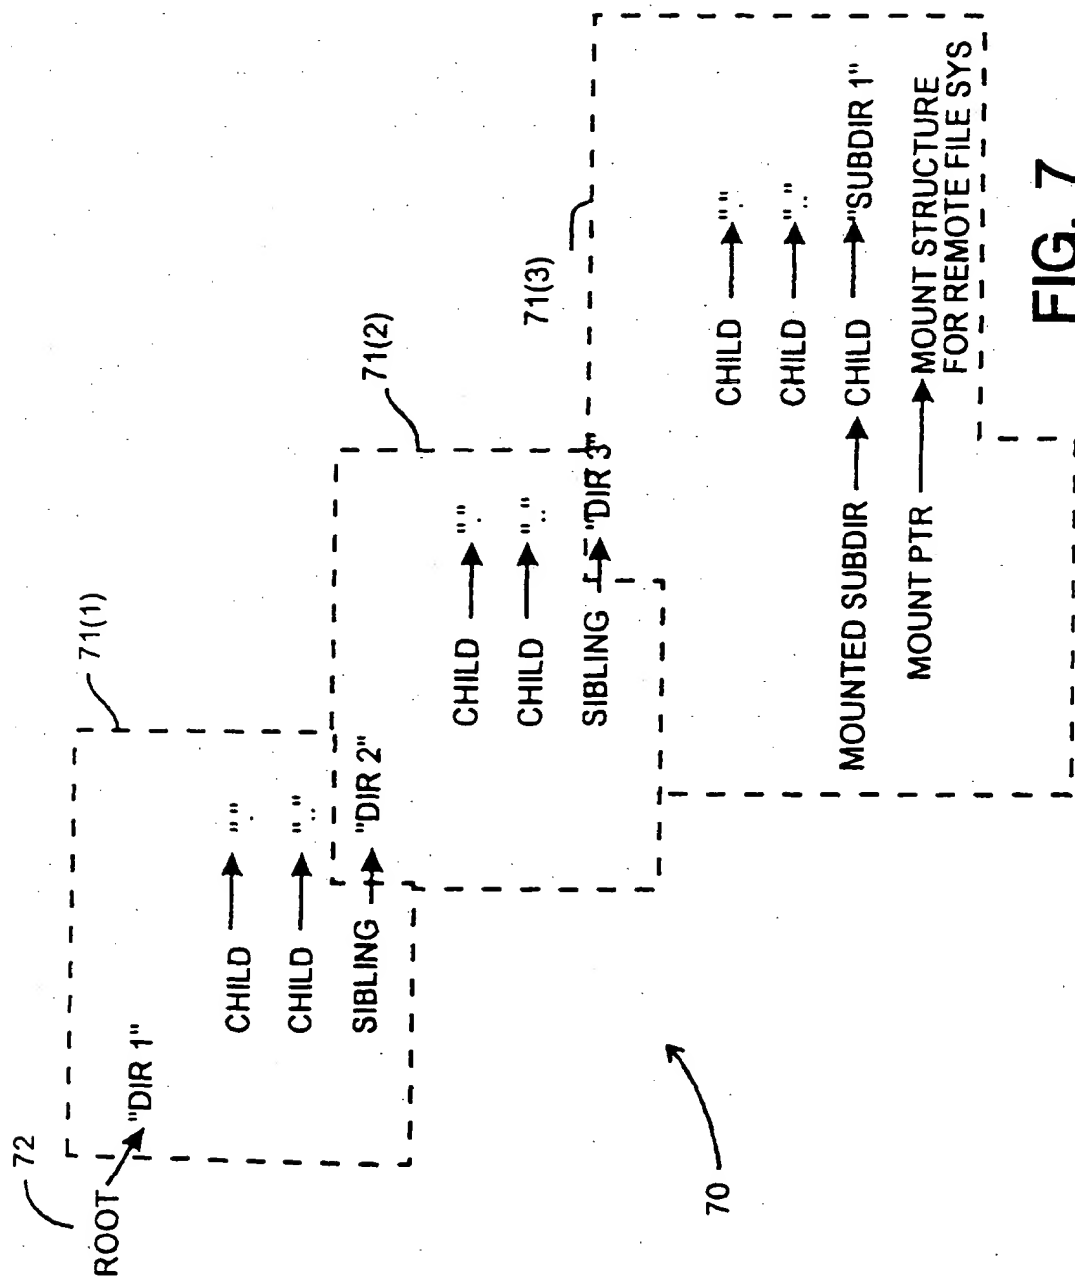 72
ROOT
"DIR 1"
71(1)
CHILD "."
CHILD ".."
SIBLING "DIR 2"
71(2)
CHILD "."
CHILD ".."
SIBLING "DIR 3"
71(3)
CHILD "."
CHILD ".."
MOUNTED SUBDIR CHILD "SUBDIR 1"
MOUNT PTR MOUNT STRUCTURE
FOR REMOTE FILE SYS
70
FIG. 7